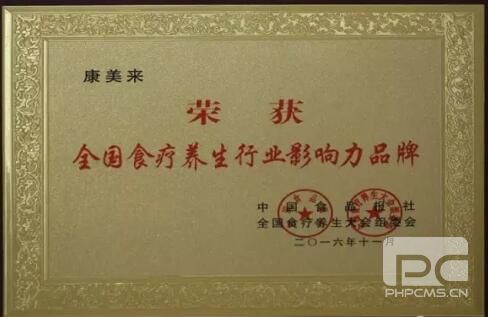 康美来
荣获
全国食疗养生行业影响力品牌
中国食品报社
全国食疗养生大会组委会
二〇一六年十一月
PC
PHPCMS.CN